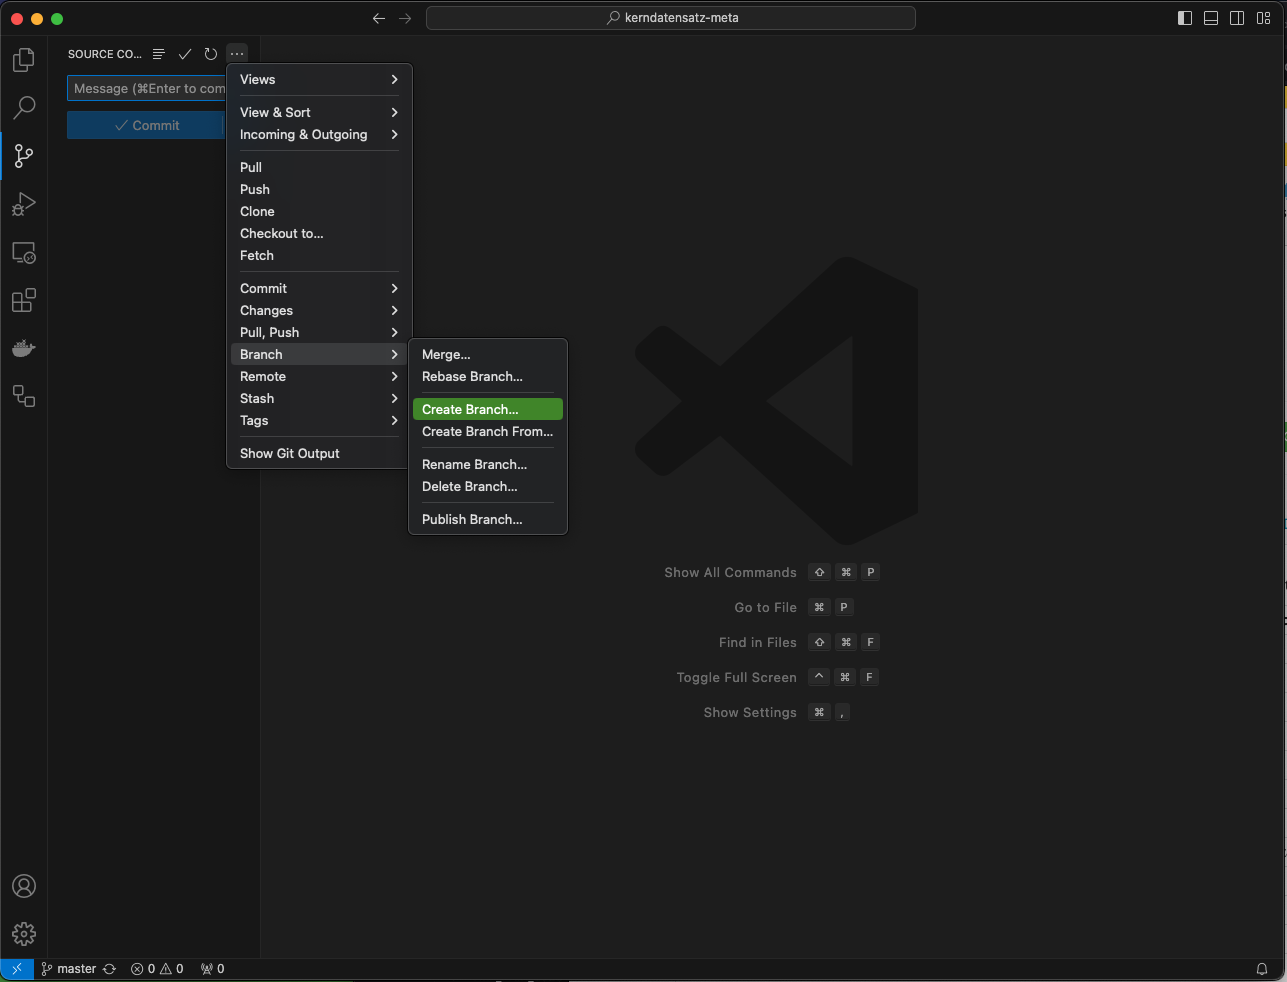 kerndatensatz-meta
SOURCE CO...
Message (⌘Enter to com
Commit
Views
View & Sort
Incoming & Outgoing
Pull
Push
Clone
Checkout to...
Fetch
Commit
Changes
Pull, Push
Branch
Remote
Stash
Tags
Show Git Output
Merge...
Rebase Branch...
Create Branch...
Create Branch From...
Rename Branch...
Delete Branch...
Publish Branch...
Show All Commands ⇧ ⌘ P
Go to File ⌘ P
Find in Files ⇧ ⌘ F
Toggle Full Screen ^ ⌘ F
Show Settings ⌘ ,
master 0 0 0